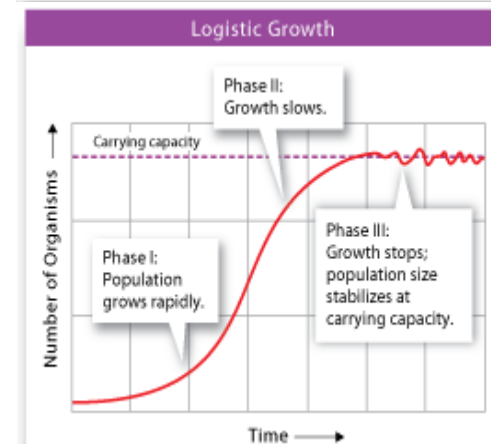 Logistic Growth
Phase II:
Growth slows.
Carrying capacity
Number of Organisms
Phase I:
Population
grows rapidly.
Phase III:
Growth stops;
population size
stabilizes at
carrying capacity.
Time